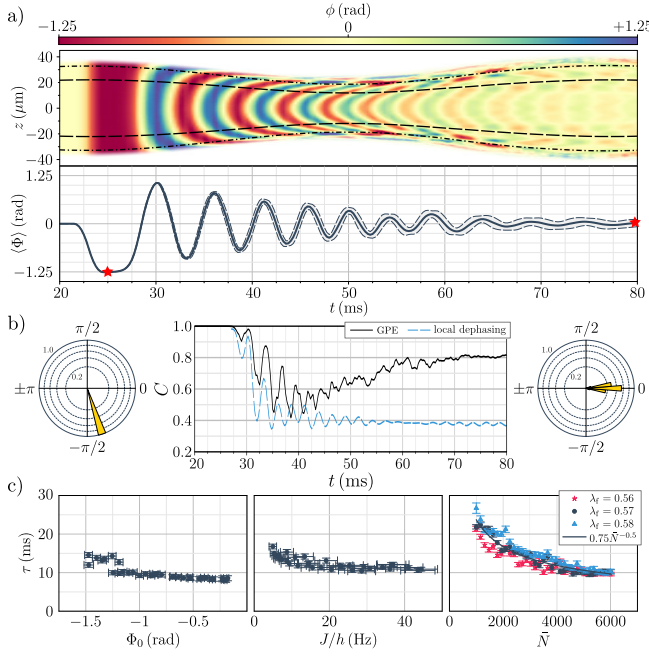 a)
ϕ (rad)
−1.25 0 +1.25
40
20
0
−20
−40
z (μm)
1.25
0
−1.25
⟨Φ⟩ (rad)
20 30 40 50 60 70 80
t (ms)
b)
π/2
±π 0
−π/2
1.0
0.2
1.0
0.8
0.6
0.4
0.2
C
GPE local dephasing
20 30 40 50 60 70 80
t (ms)
π/2
±π 0
−π/2
1.0
0.2
c)
30
20
10
0
τ (ms)
−1.5 −1.0 −0.5
Φ₀ (rad)
0 20 40
J/h (Hz)
λf = 0.56
λf = 0.57
λf = 0.58
0.75N̄^−0.5
0 2000 4000 6000
N̄